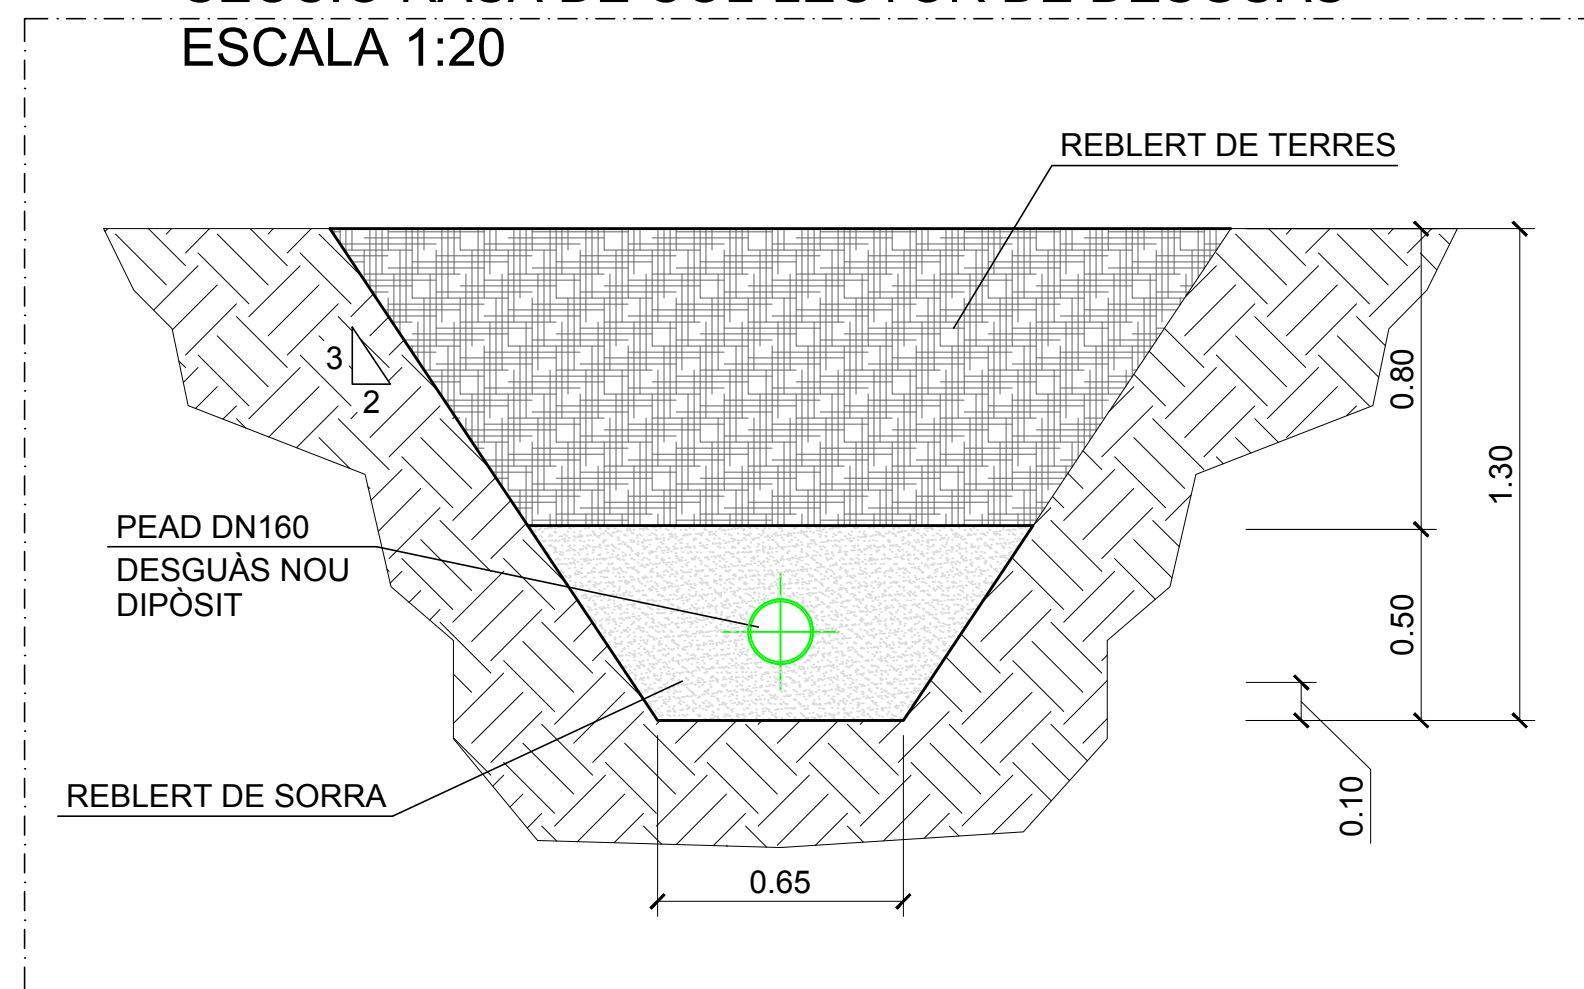 ESCALA 1:20
REBLERT DE TERRES
3
2
0.80
1.30
PEAD DN160
DESGUÀS NOU
DIPÒSIT
0.50
REBLERT DE SORRA
0.10
0.65